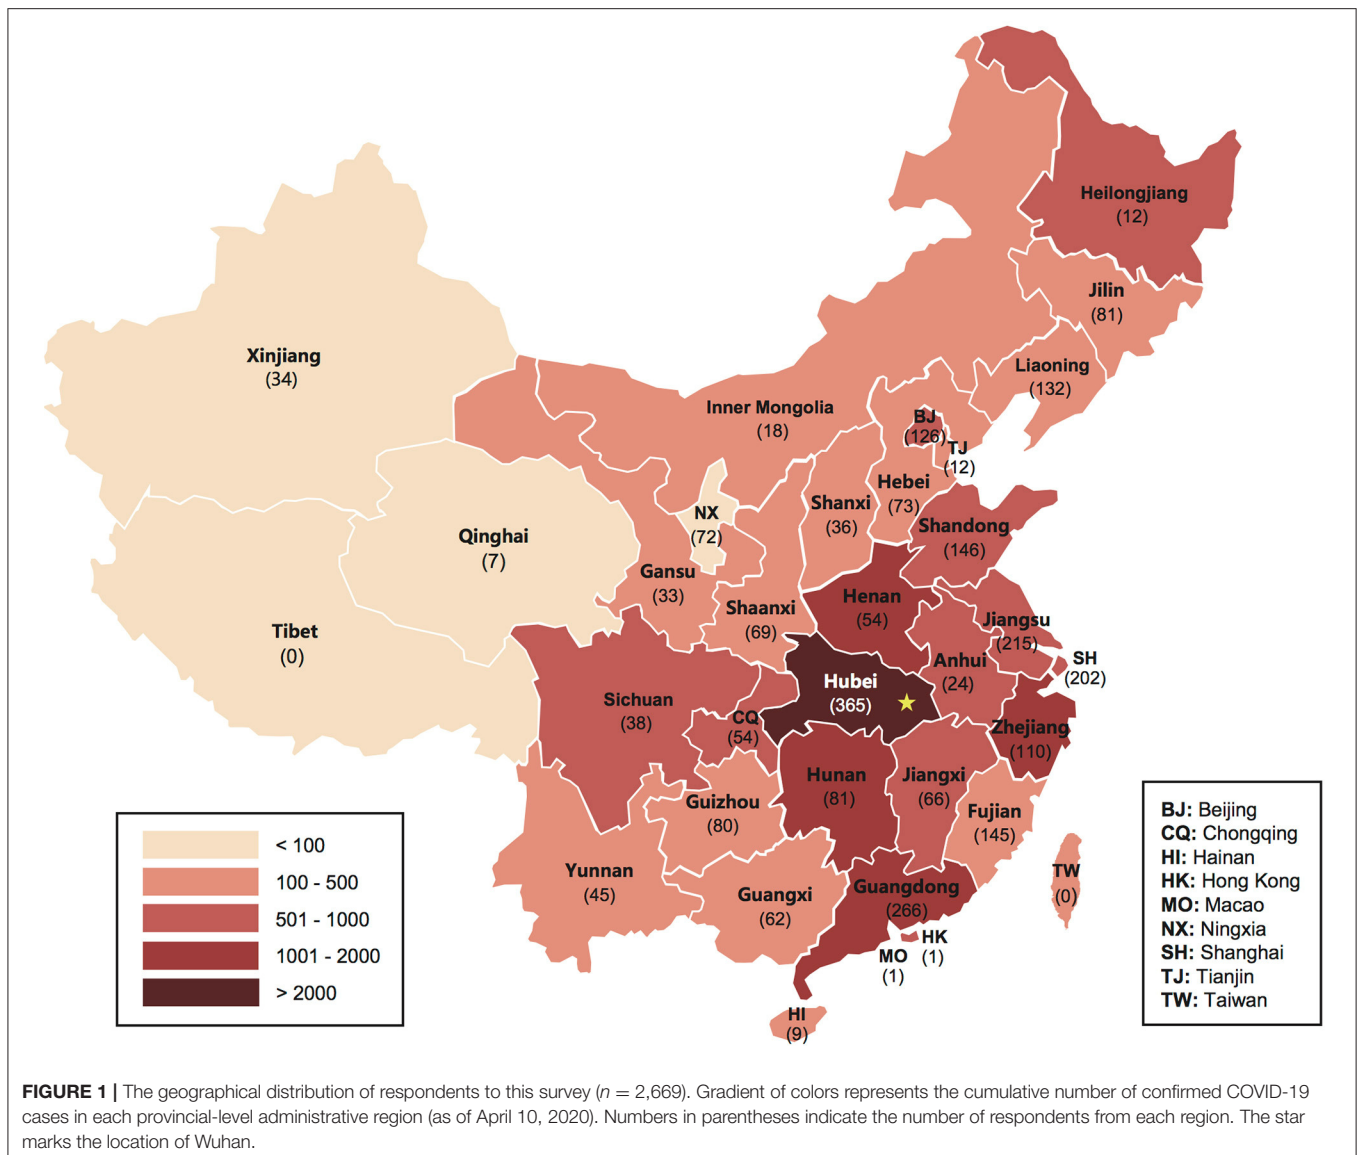 Heilongjiang
(12)
Jilin
(81)
Liaoning
(132)
Xinjiang
(34)
Inner Mongolia
(18)
BJ
(126)
TJ
(12)
Hebei
(73)
Shanxi
(36)
Shandong
(146)
NX
(72)
Qinghai
(7)
Gansu
(33)
Shaanxi
(69)
Henan
(54)
Jiangsu
(215)
Tibet
(0)
Anhui
(24)
SH
(202)
Hubei
(365)
Sichuan
(38)
CQ
(54)
Zhejiang
(110)
Hunan
(81)
Jiangxi
(66)
Guizhou
(80)
Fujian
(145)
Yunnan
(45)
Guangxi
(62)
Guangdong
(266)
TW
(0)
HK
(1)
MO
(1)
HI
(9)
< 100
100 - 500
501 - 1000
1001 - 2000
> 2000
BJ: Beijing
CQ: Chongqing
HI: Hainan
HK: Hong Kong
MO: Macao
NX: Ningxia
SH: Shanghai
TJ: Tianjin
TW: Taiwan
FIGURE 1 | The geographical distribution of respondents to this survey (n = 2,669). Gradient of colors represents the cumulative number of confirmed COVID-19
cases in each provincial-level administrative region (as of April 10, 2020). Numbers in parentheses indicate the number of respondents from each region. The star
marks the location of Wuhan.